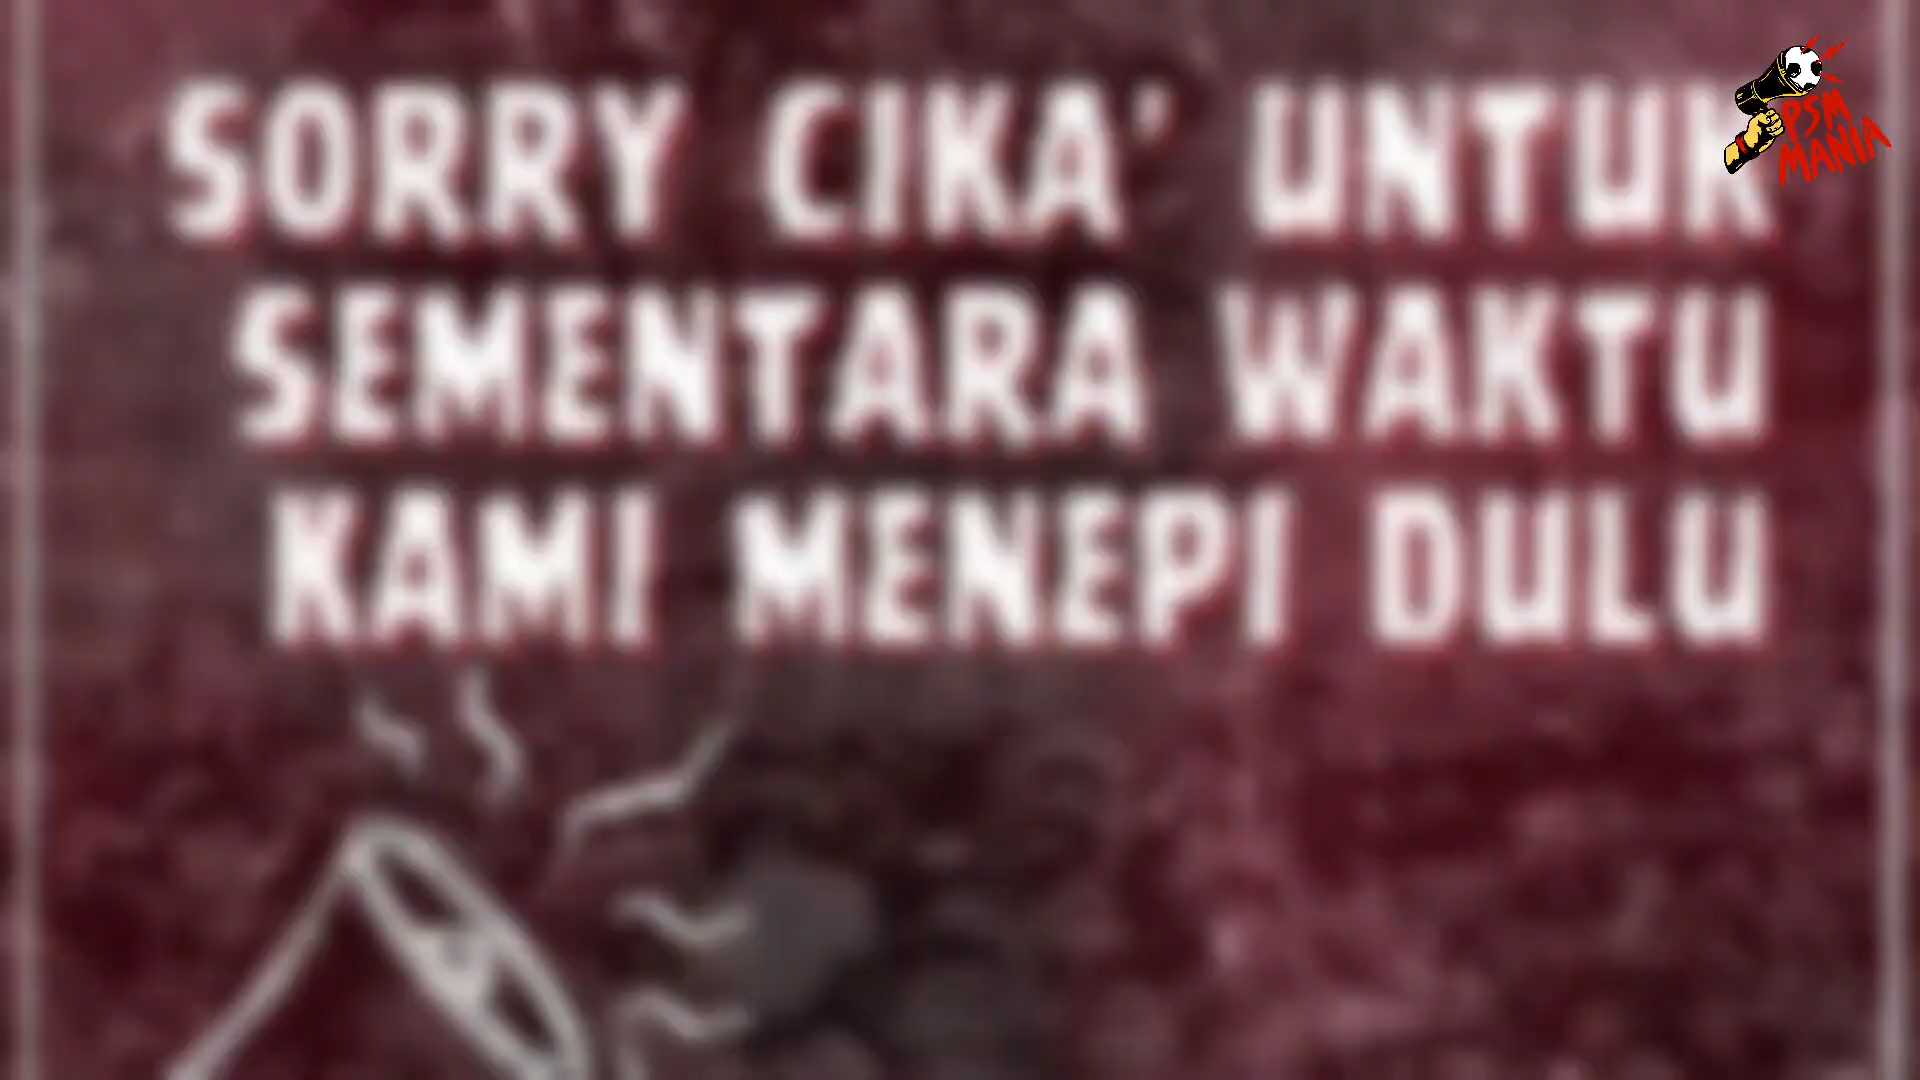 SORRY CIKA' UNTUK
SEMENTARA WAKTU
KAMI MENEPI DULU
PSM
MANIA